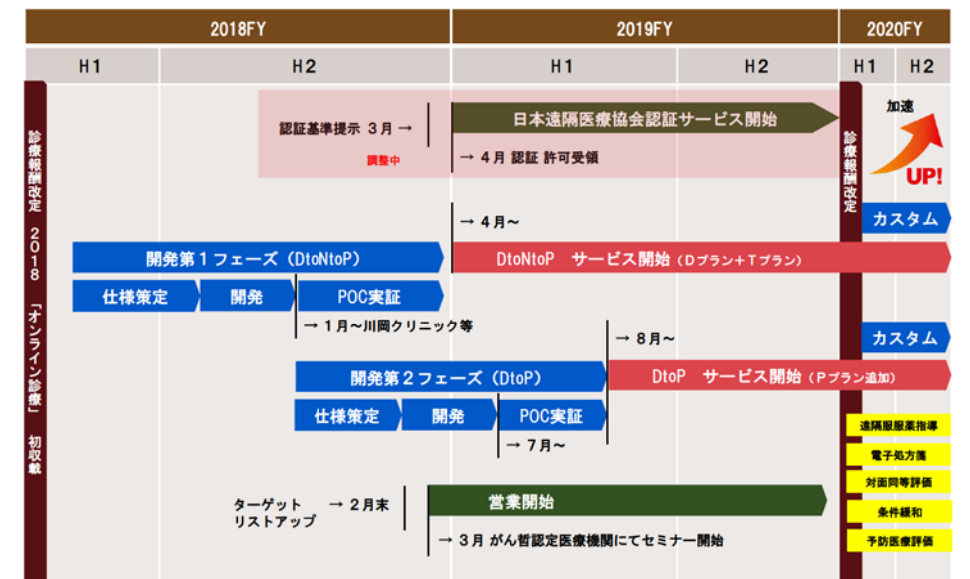 2018FY
2019FY
2020FY
H1
H2
H1
H2
H1
H2
診療報酬改定 2018 「オンライン診療」 初収載
認証基準提示 3月 →
調整中
日本遠隔医療協会認証サービス開始
→ 4月 認証 許可受領
診療報酬改定
加速
UP!
→ 4月～
カスタム
開発第1フェーズ（DtoNtoP）
DtoNtoP サービス開始（Dプラン＋Tプラン）
仕様策定
開発
POC実証
→ 1月～川岡クリニック等
→ 8月～
カスタム
開発第2フェーズ（DtoP）
DtoP サービス開始（Pプラン追加）
仕様策定
開発
POC実証
→ 7月～
遠隔服服薬指導
電子処方箋
対面同等評価
条件緩和
予防医療評価
ターゲット → 2月末
リストアップ
営業開始
→ 3月 がん哲認定医療機関にてセミナー開始